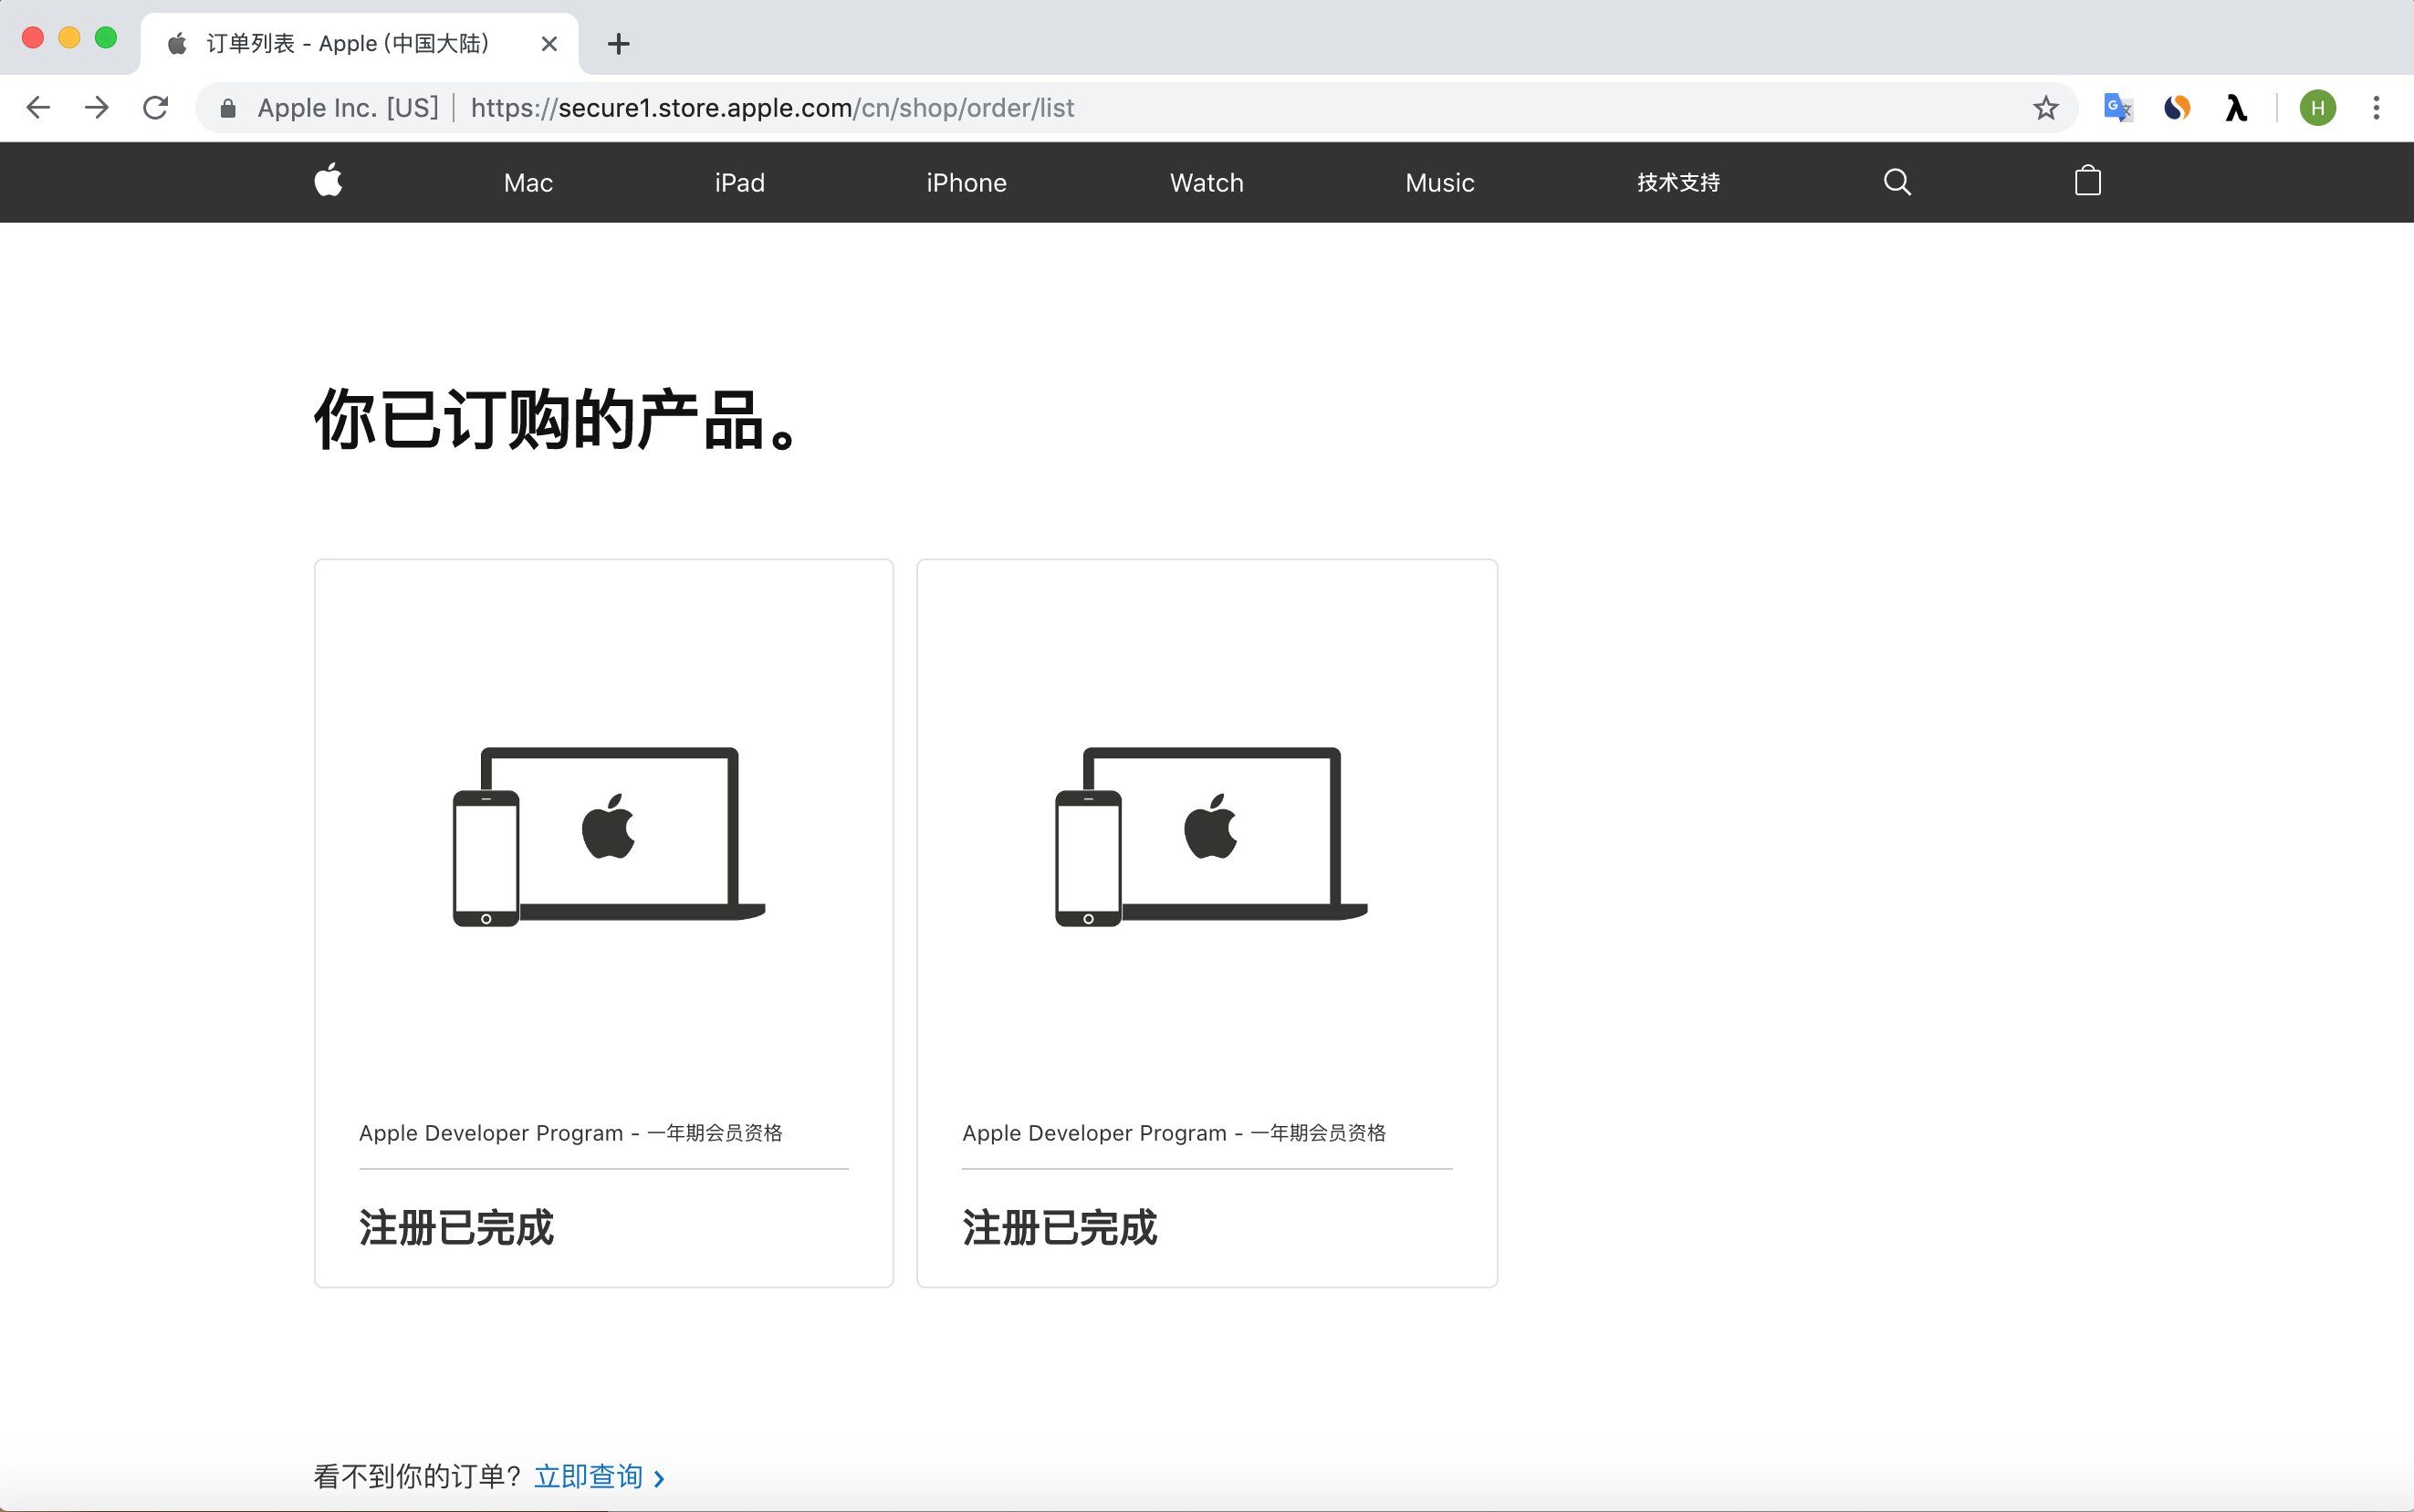 订单列表 - Apple (中国大陆)
Apple Inc. [US] | https://secure1.store.apple.com/cn/shop/order/list
H
Mac iPad iPhone Watch Music 技术支持
你已订购的产品。
Apple Developer Program - 一年期会员资格
注册已完成
Apple Developer Program - 一年期会员资格
注册已完成
看不到你的订单？立即查询 ›